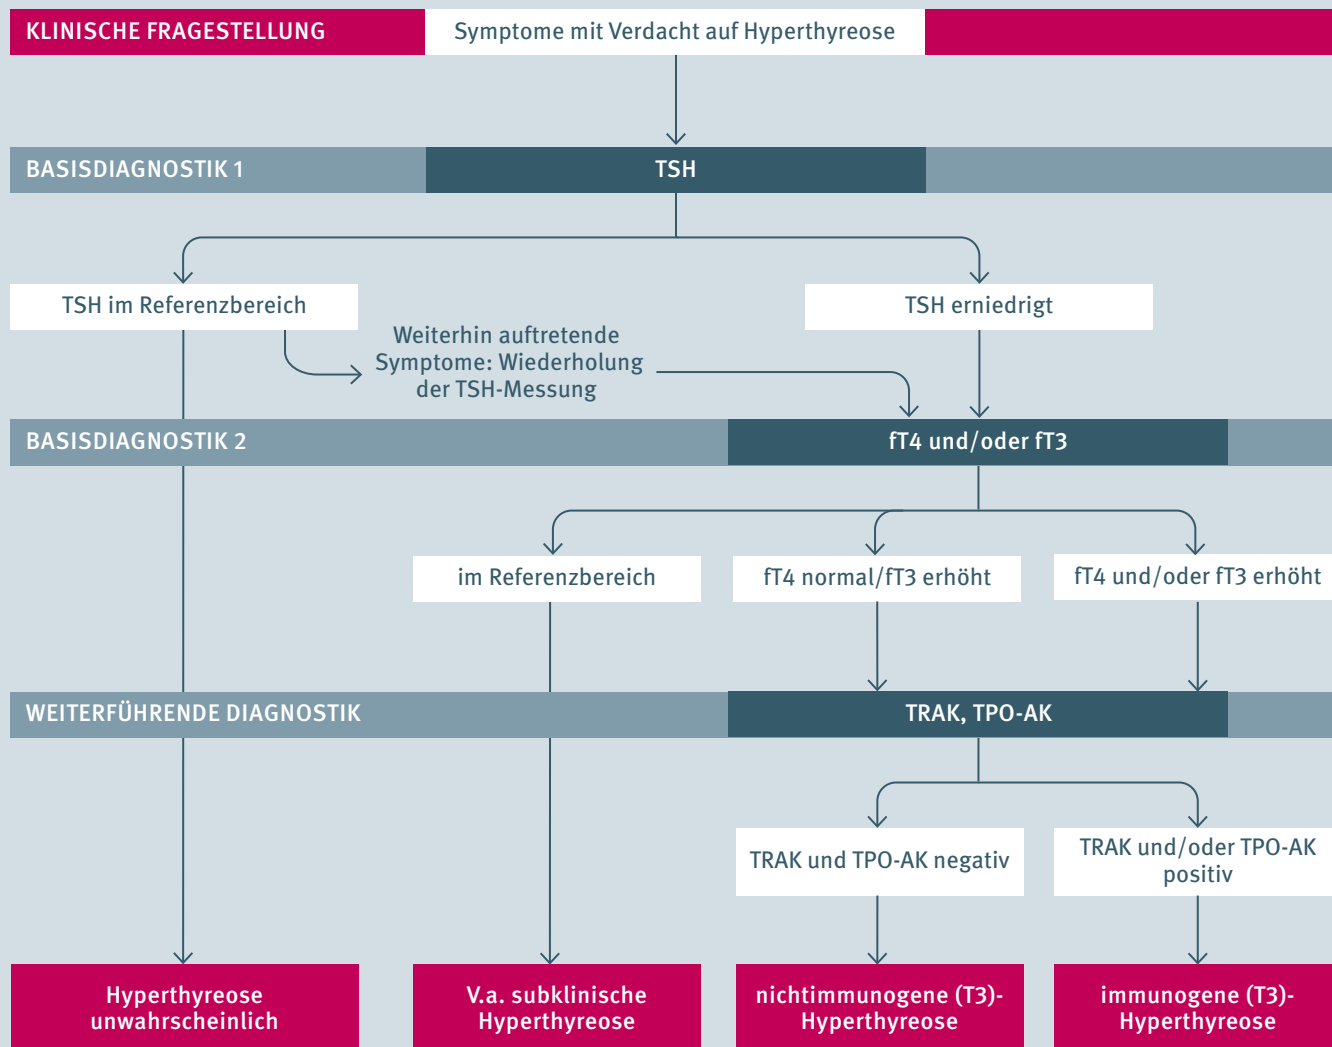 KLINISCHE FRAGESTELLUNG
Symptome mit Verdacht auf Hyperthyreose
BASISDIAGNOSTIK 1
TSH
TSH im Referenzbereich
TSH erniedrigt
Weiterhin auftretende
Symptome: Wiederholung
der TSH-Messung
BASISDIAGNOSTIK 2
fT4 und/oder fT3
im Referenzbereich
fT4 normal/fT3 erhöht
fT4 und/oder fT3 erhöht
WEITERFÜHRENDE DIAGNOSTIK
TRAK, TPO-AK
TRAK und TPO-AK negativ
TRAK und/oder TPO-AK
positiv
Hyperthyreose
unwahrscheinlich
V.a. subklinische
Hyperthyreose
nichtimmunogene (T3)-
Hyperthyreose
immunogene (T3)-
Hyperthyreose